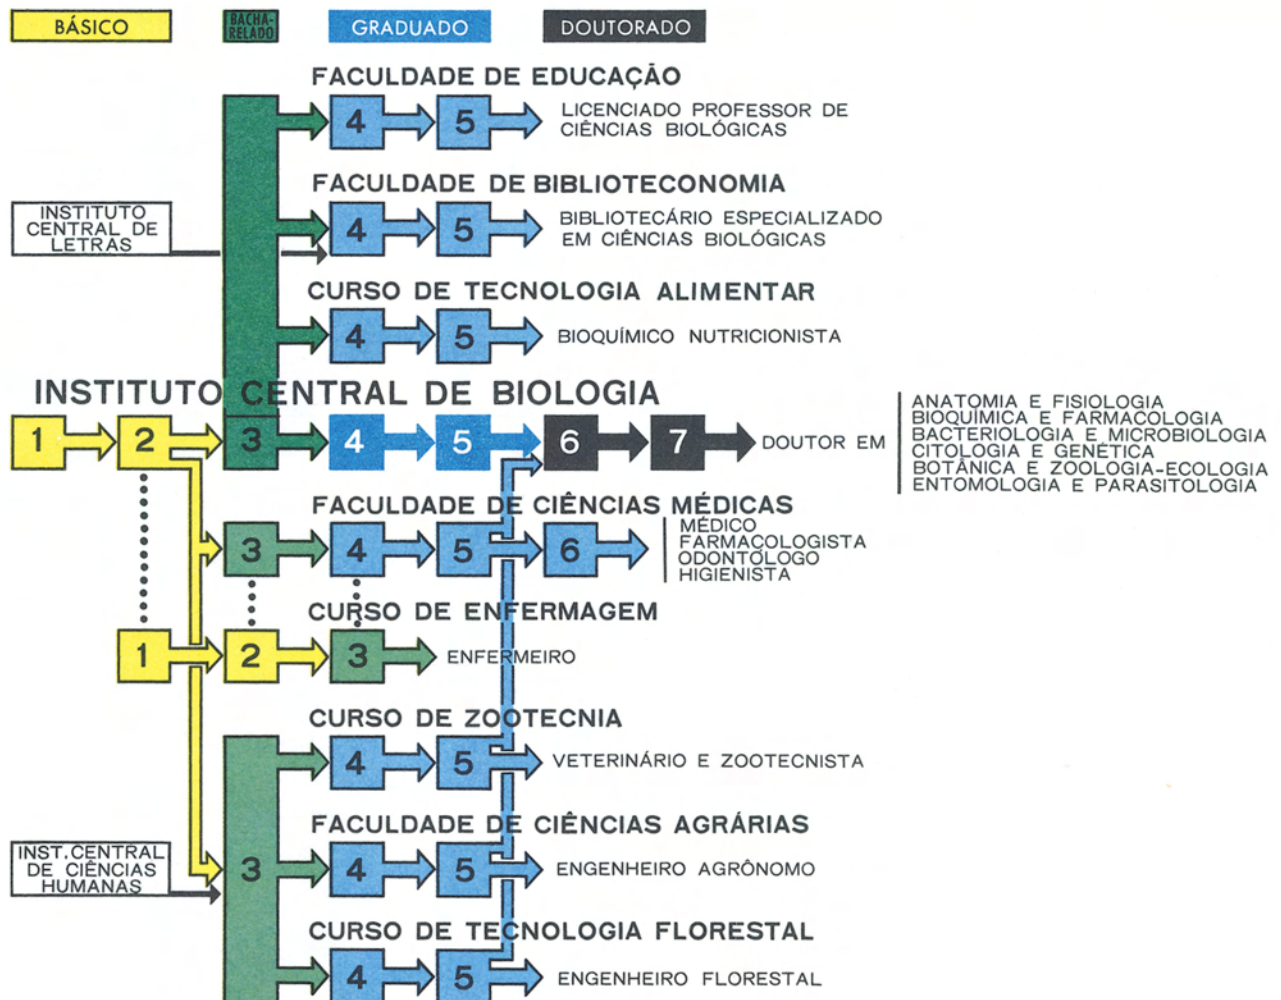 BÁSICO
BACHA-
RELADO
GRADUADO
DOUTORADO
FACULDADE DE EDUCAÇÃO
4
5
LICENCIADO PROFESSOR DE
CIÊNCIAS BIOLÓGICAS
FACULDADE DE BIBLIOTECONOMIA
INSTITUTO
CENTRAL DE
LETRAS
4
5
BIBLIOTECÁRIO ESPECIALIZADO
EM CIÊNCIAS BIOLÓGICAS
CURSO DE TECNOLOGIA ALIMENTAR
4
5
BIOQUÍMICO NUTRICIONISTA
INSTITUTO CENTRAL DE BIOLOGIA
1
2
3
4
5
6
7
DOUTOR EM
ANATOMIA E FISIOLOGIA
BIOQUÍMICA E FARMACOLOGIA
BACTERIOLOGIA E MICROBIOLOGIA
CITOLOGIA E GENÉTICA
BOTÂNICA E ZOOLOGIA-ECOLOGIA
ENTOMOLOGIA E PARASITOLOGIA
FACULDADE DE CIÊNCIAS MÉDICAS
3
4
5
6
MÉDICO
FARMACOLOGISTA
ODONTÓLOGO
HIGIENISTA
CURSO DE ENFERMAGEM
1
2
3
ENFERMEIRO
CURSO DE ZOOTECNIA
4
5
VETERINÁRIO E ZOOTECNISTA
FACULDADE DE CIÊNCIAS AGRÁRIAS
INST.CENTRAL
DE CIÊNCIAS
HUMANAS
3
4
5
ENGENHEIRO AGRÔNOMO
CURSO DE TECNOLOGIA FLORESTAL
4
5
ENGENHEIRO FLORESTAL